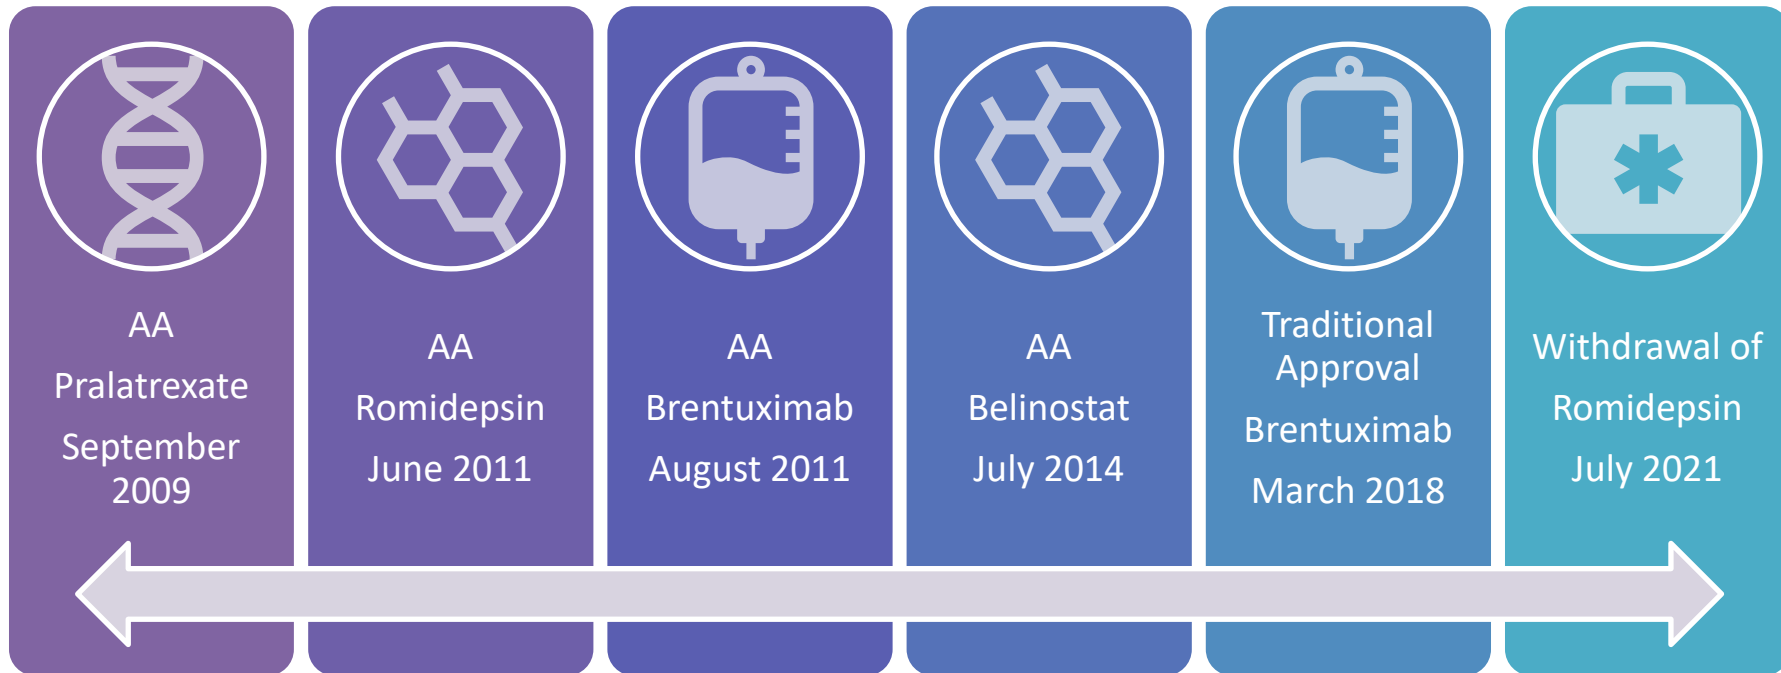 AA
Pralatrexate
September
2009
AA
Romidepsin
June 2011
AA
Brentuximab
August 2011
AA
Belinostat
July 2014
Traditional
Approval
Brentuximab
March 2018
Withdrawal of
Romidepsin
July 2021